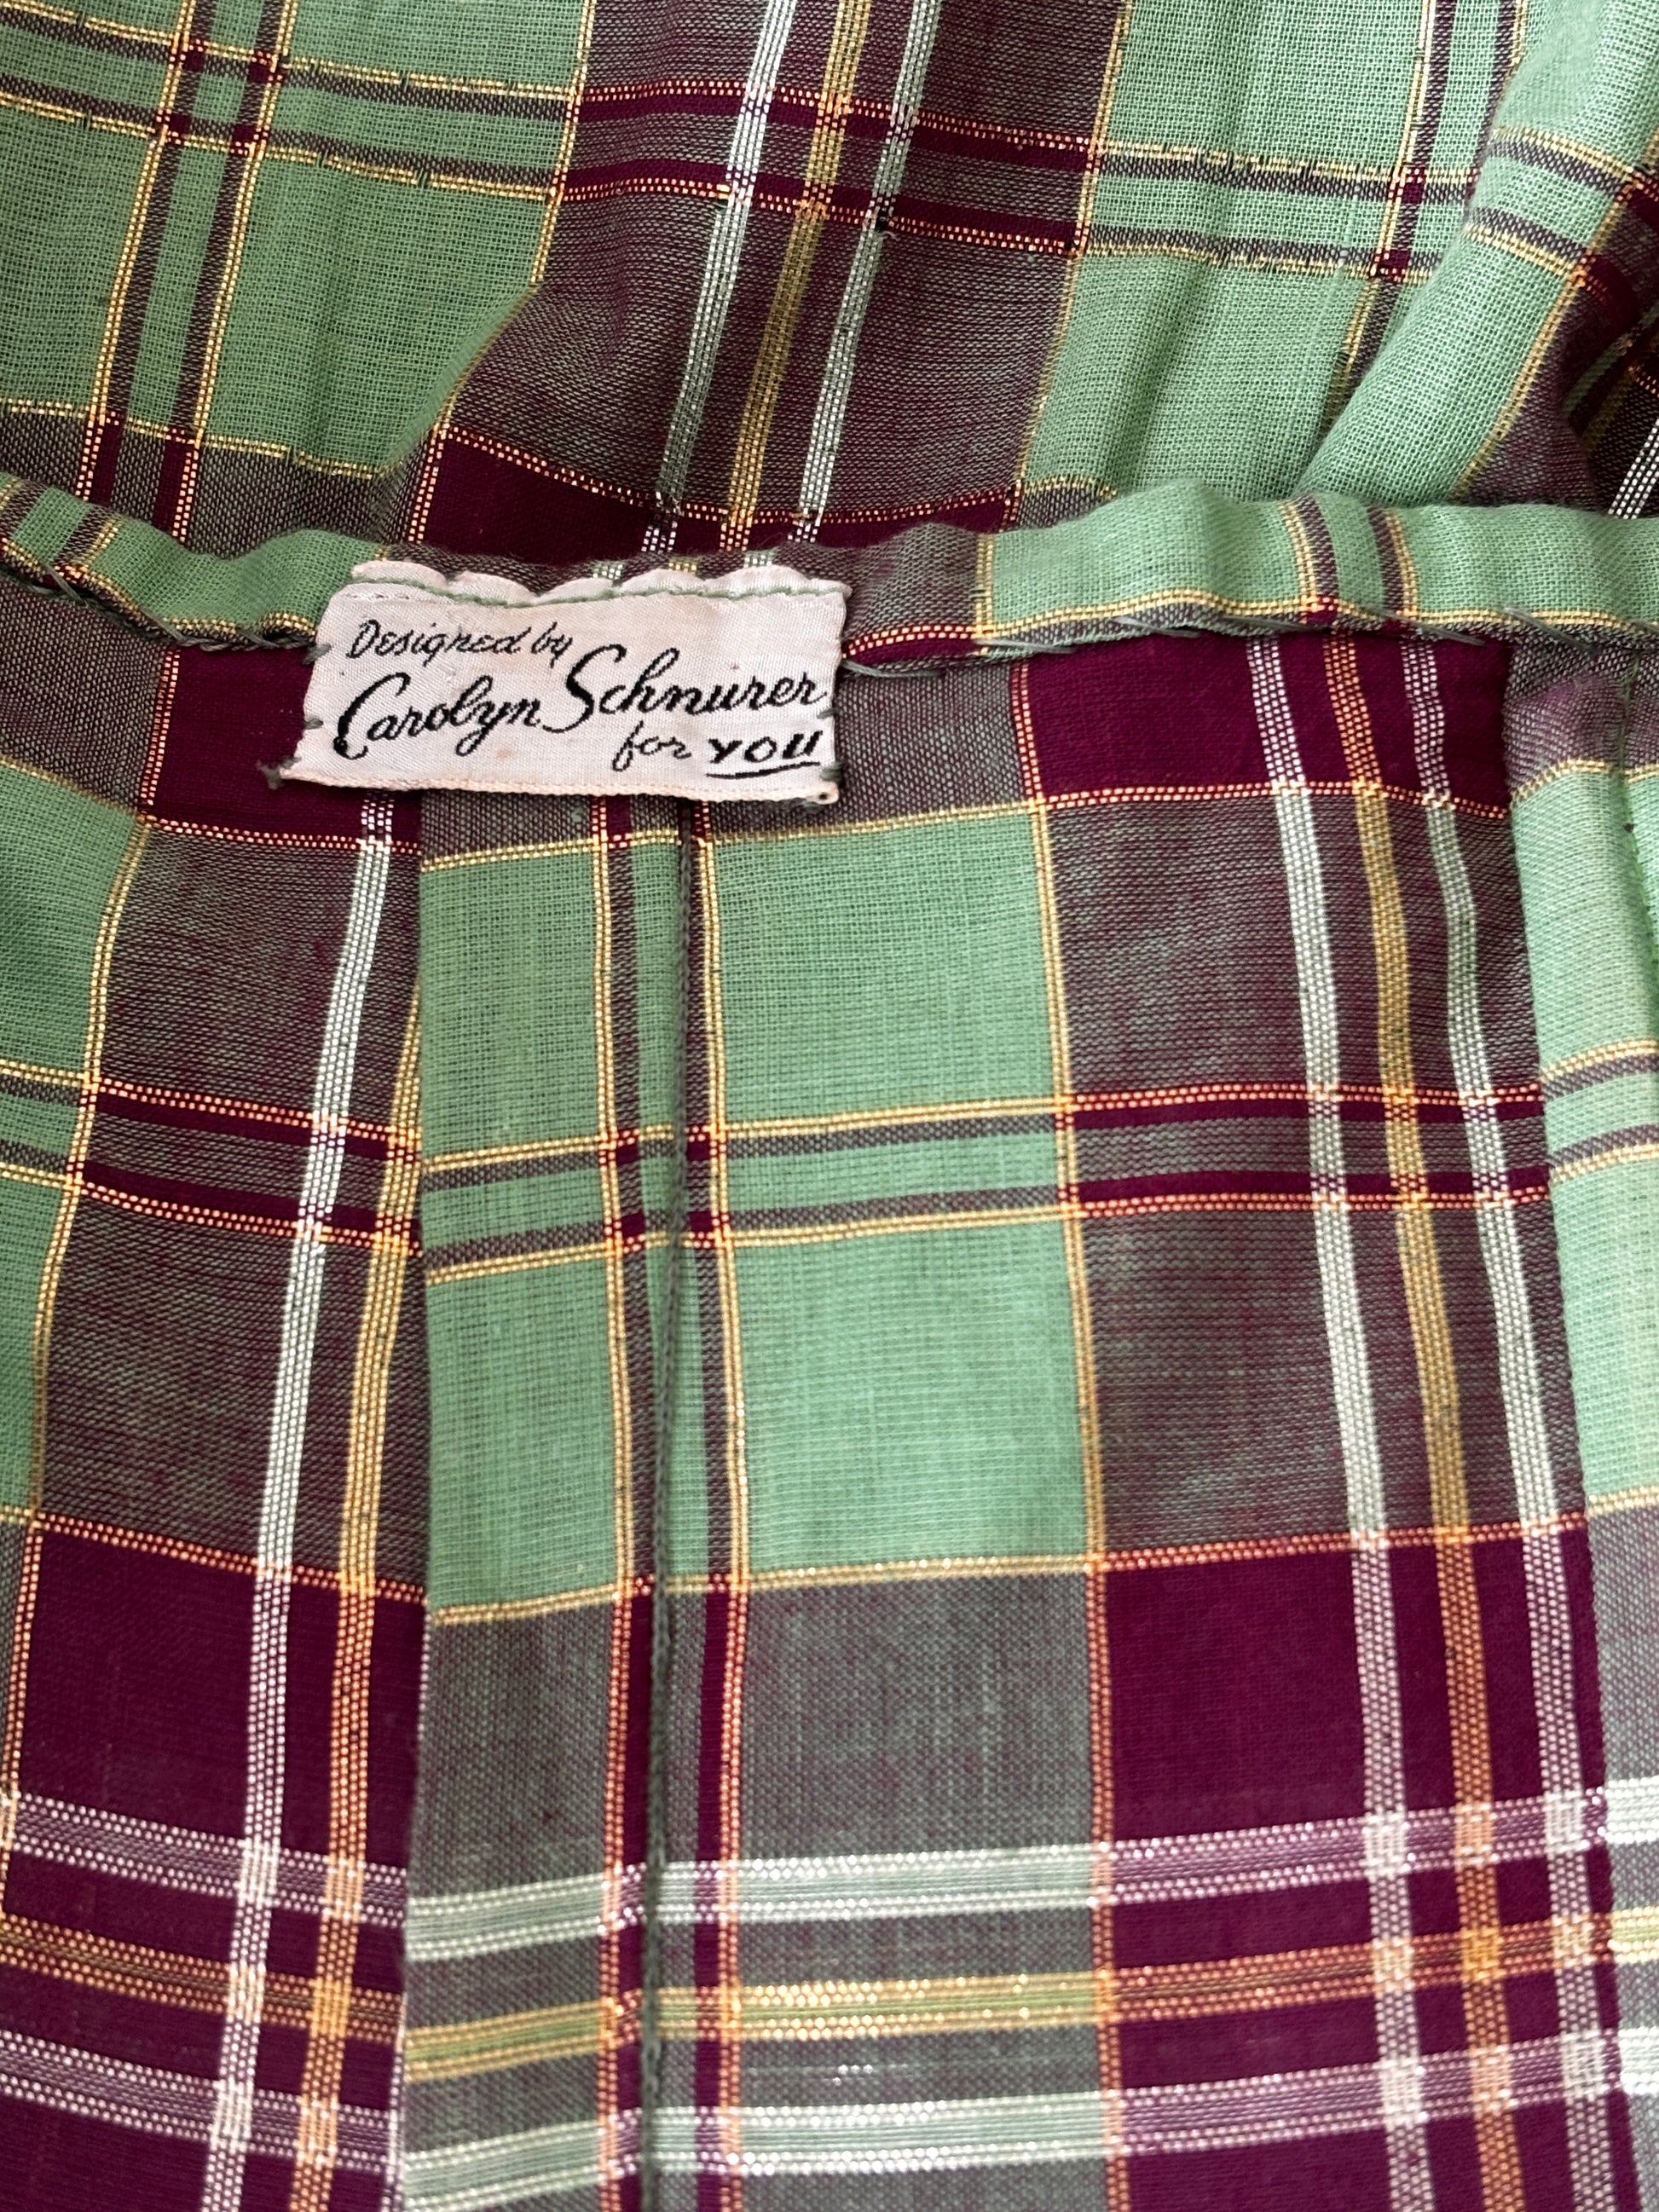 Designed by
Carolyn Schnurer
for YOU